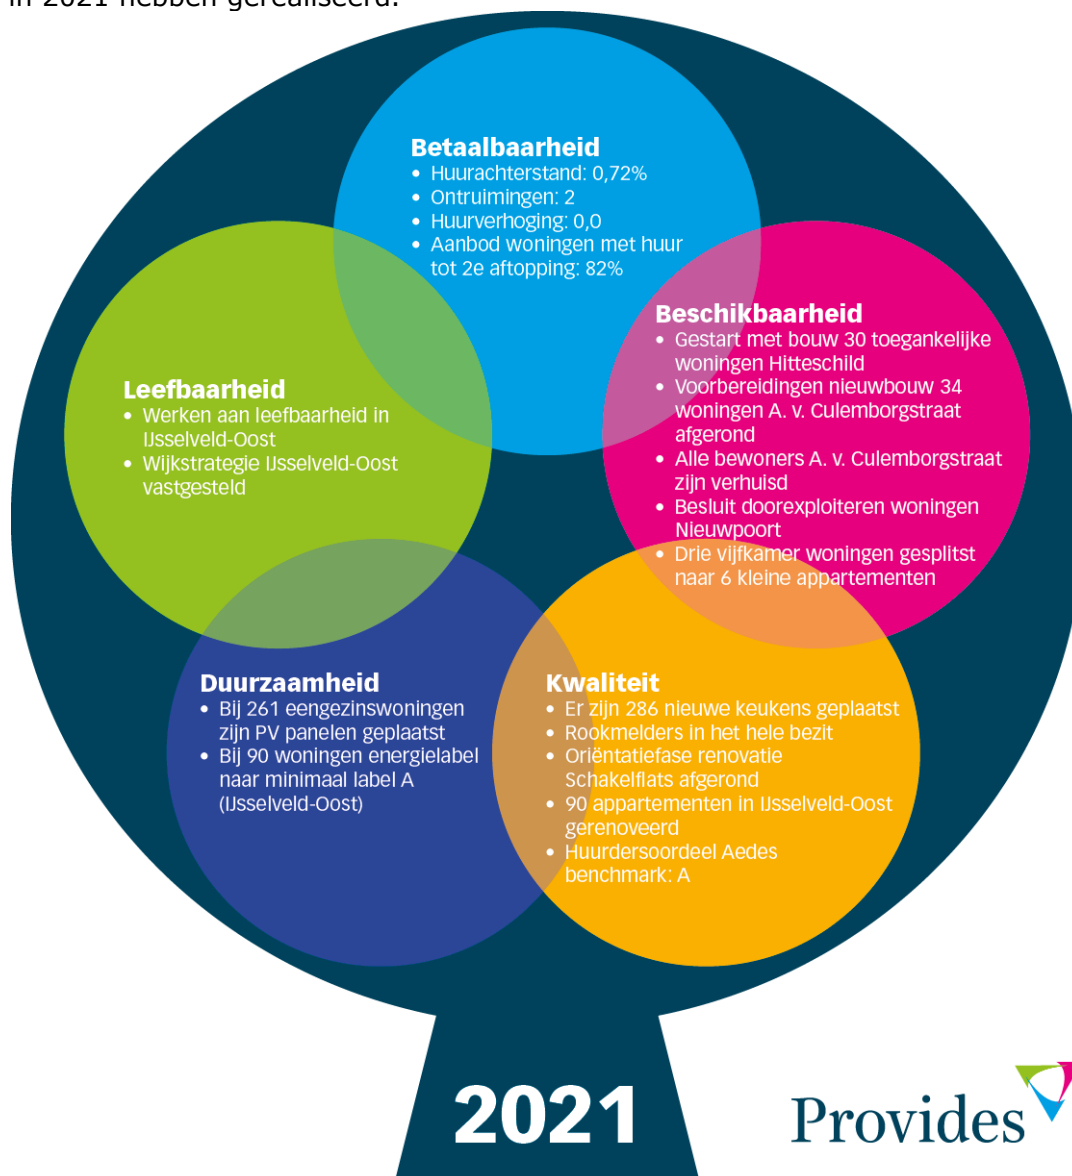 in 2021 hebben gerealiseerd.
Betaalbaarheid
• Huurachterstand: 0,72%
• Ontruimingen: 2
• Huurverhoging: 0,0
• Aanbod woningen met huur
tot 2e aftopping: 82%
Beschikbaarheid
• Gestart met bouw 30 toegankelijke
woningen Hitteschild
• Voorbereidingen nieuwbouw 34
woningen A. v. Culemborgstraat
afgerond
• Alle bewoners A. v. Culemborgstraat
zijn verhuisd
• Besluit doorexploiteren woningen
Nieuwpoort
• Drie vijfkamer woningen gesplitst
naar 6 kleine appartementen
Leefbaarheid
• Werken aan leefbaarheid in
IJsselveld-Oost
• Wijkstrategie IJsselveld-Oost
vastgesteld
Duurzaamheid
• Bij 261 eengezinswoningen
zijn PV panelen geplaatst
• Bij 90 woningen energielabel
naar minimaal label A
(IJsselveld-Oost)
Kwaliteit
• Er zijn 286 nieuwe keukens geplaatst
• Rookmelders in het hele bezit
• Oriëntatiefase renovatie
Schakelflats afgerond
• 90 appartementen in IJsselveld-Oost
gerenoveerd
• Huurdersoordeel Aedes
benchmark: A
2021
Provides